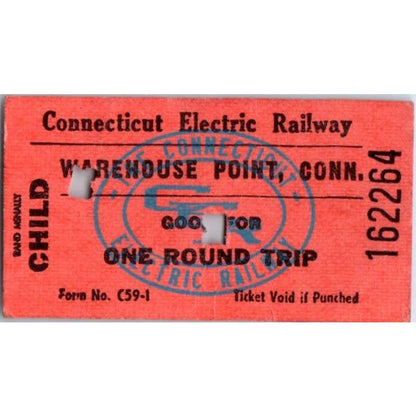 Connecticut Electric Railway
WAREHOUSE POINT, CONN.
GOOD FOR
ONE ROUND TRIP
Form No. C59-1 Ticket Void if Punched
RAND MCNALLY
CHILD
162264
THE CONNECTICUT
ELECTRIC RAILWAY